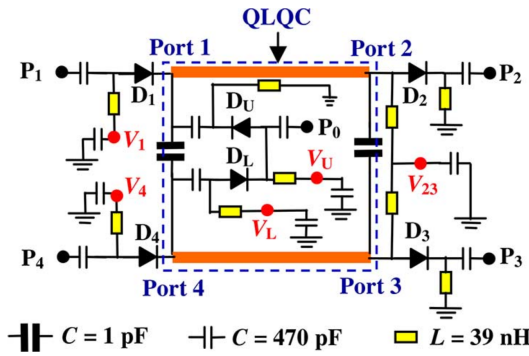 QLQC
Port 1
Port 2
P1
D1
D2
P2
DU
P0
V1
DL
VU
V23
V4
VL
D4
D3
P4
P3
Port 4
Port 3
C = 1 pF
C = 470 pF
L = 39 nH